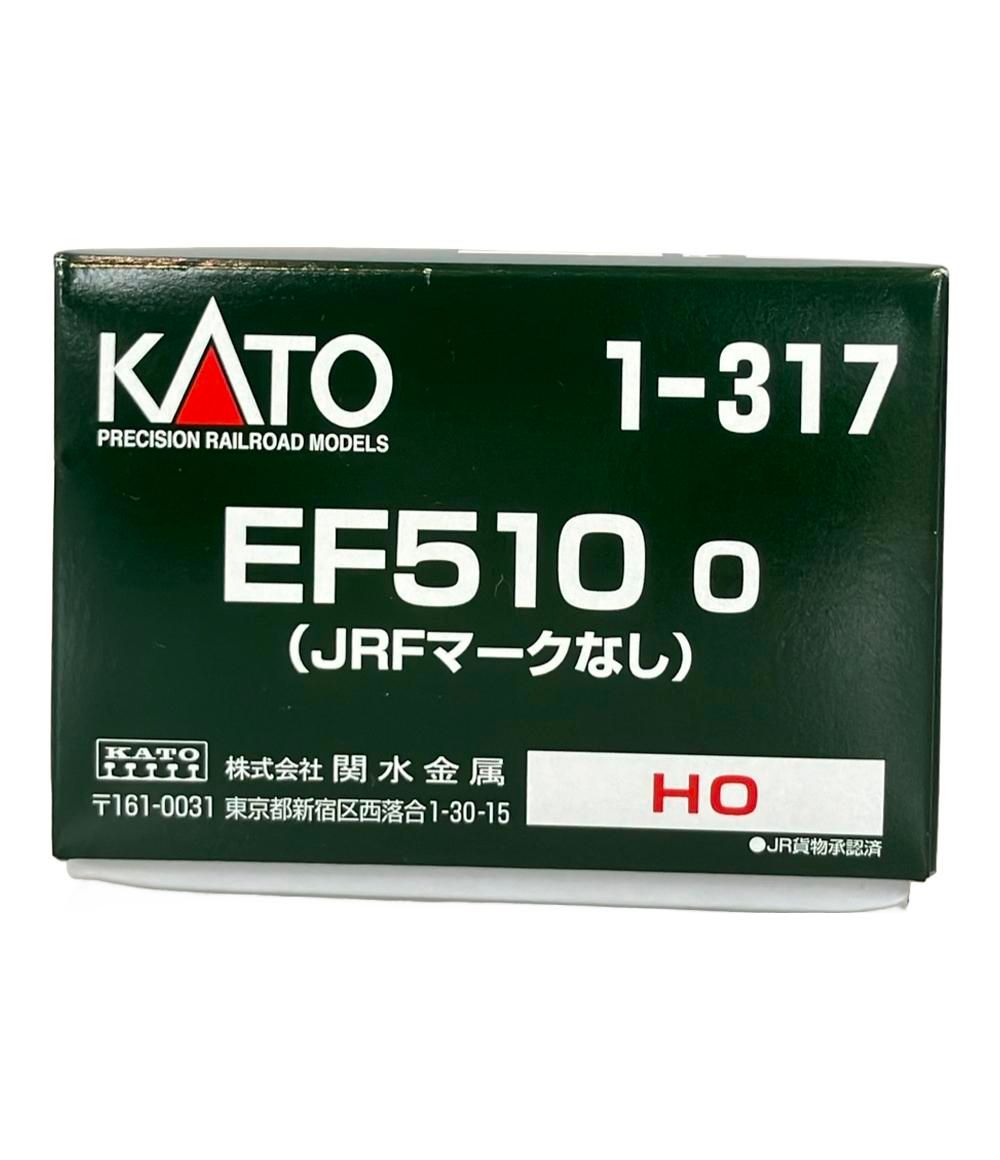 KATO 1-317
PRECISION RAILROAD MODELS
EF510 0
(JRFマークなし)
KATO 株式会社 関水金属
〒161-0031 東京都新宿区西落合1-30-15
HO
●JR貨物承認済